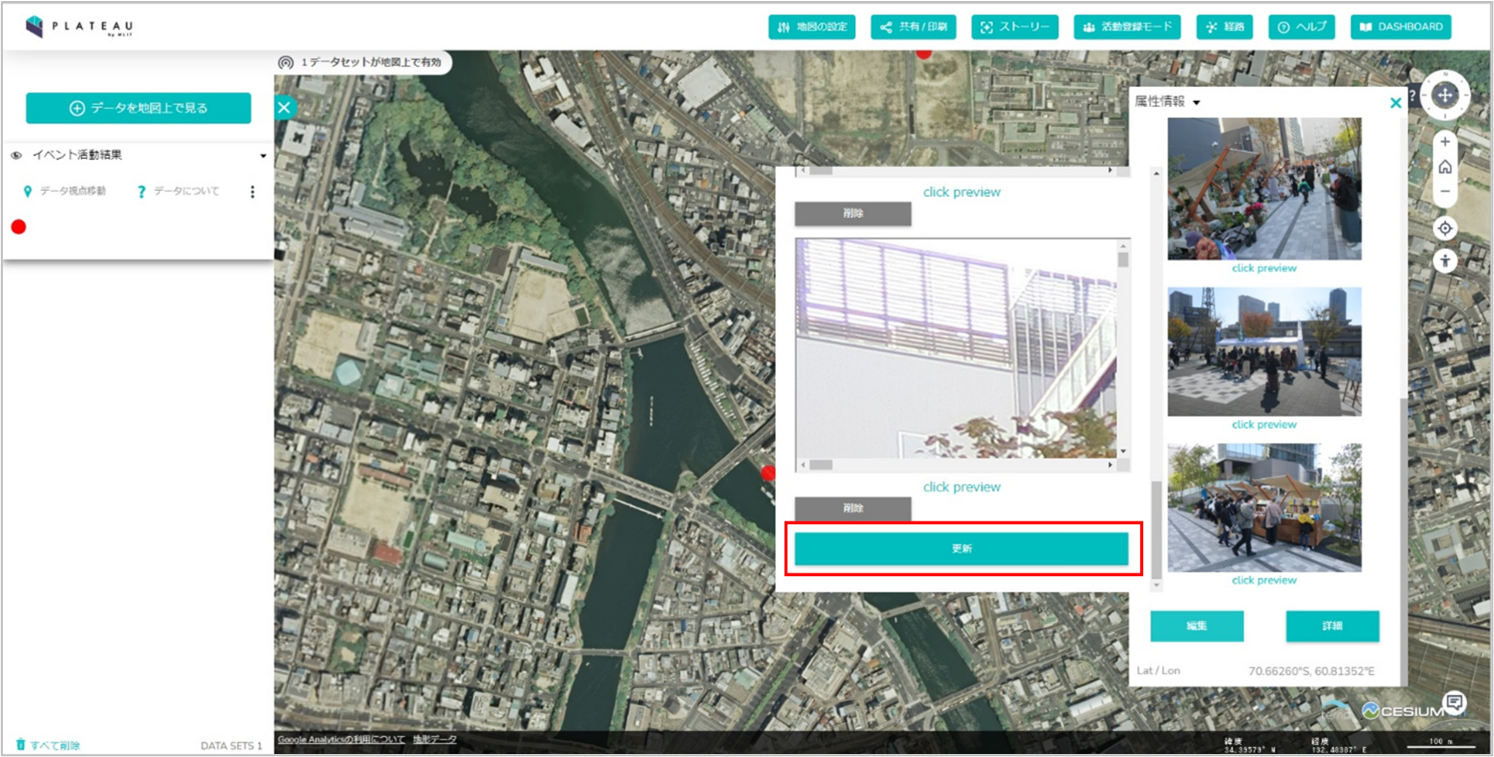 PLATEAU
by MLIT
地図の設定
共有/印刷
ストーリー
活動登録モード
経路
ヘルプ
DASHBOARD
1データセットが地図上で有効
データを地図上で見る
イベント活動結果
データ視点移動
? データについて
属性情報
click preview
削除
click preview
削除
更新
click preview
click preview
click preview
編集
詳細
Lat / Lon
70.66260°S, 60.81352°E
CESIUM
Google Analyticsの利用について 地形データ
すべて削除
DATA SETS 1
緯度
34.39579° N
経度
132.48387° E
100 m